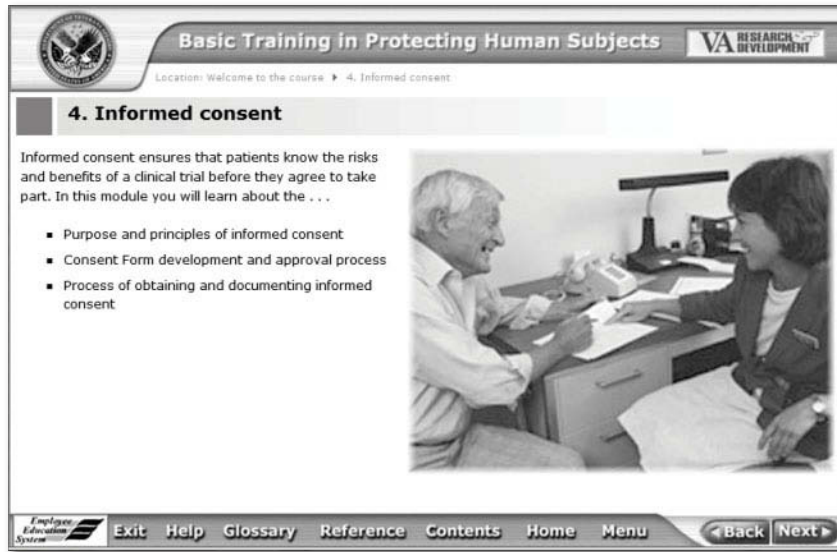 Basic Training in Protecting Human Subjects
VA RESEARCH
DEVELOPMENT
Location: Welcome to the course ▶ 4. Informed consent
4. Informed consent
Informed consent ensures that patients know the risks
and benefits of a clinical trial before they agree to take
part. In this module you will learn about the . . .
▪ Purpose and principles of informed consent
▪ Consent Form development and approval process
▪ Process of obtaining and documenting informed
consent
Employee
Education
System
Exit Help Glossary Reference Contents Home Menu Back Next